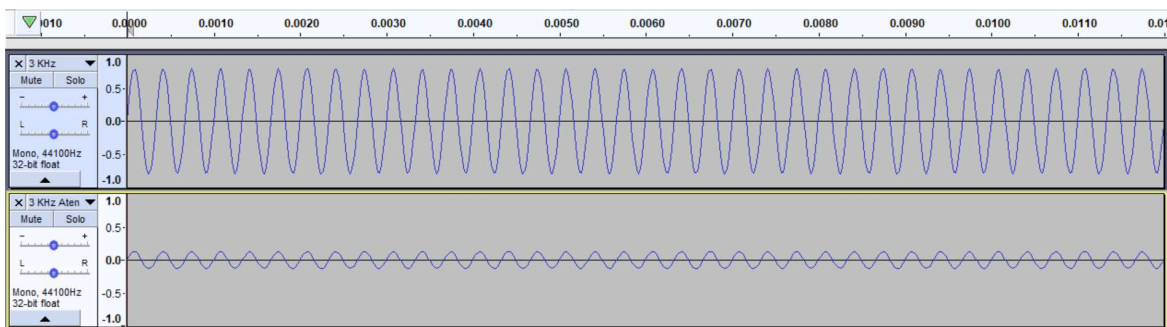 1010 0.0000 0.0010 0.0020 0.0030 0.0040 0.0050 0.0060 0.0070 0.0080 0.0090 0.0100 0.0110 0.01
× 3 KHz 1.0
Mute Solo
0.5
- +
L R 0.0
Mono, 44100Hz -0.5
32-bit float
-1.0
× 3 KHz Aten 1.0
Mute Solo
0.5
- +
L R 0.0
Mono, 44100Hz -0.5
32-bit float
-1.0